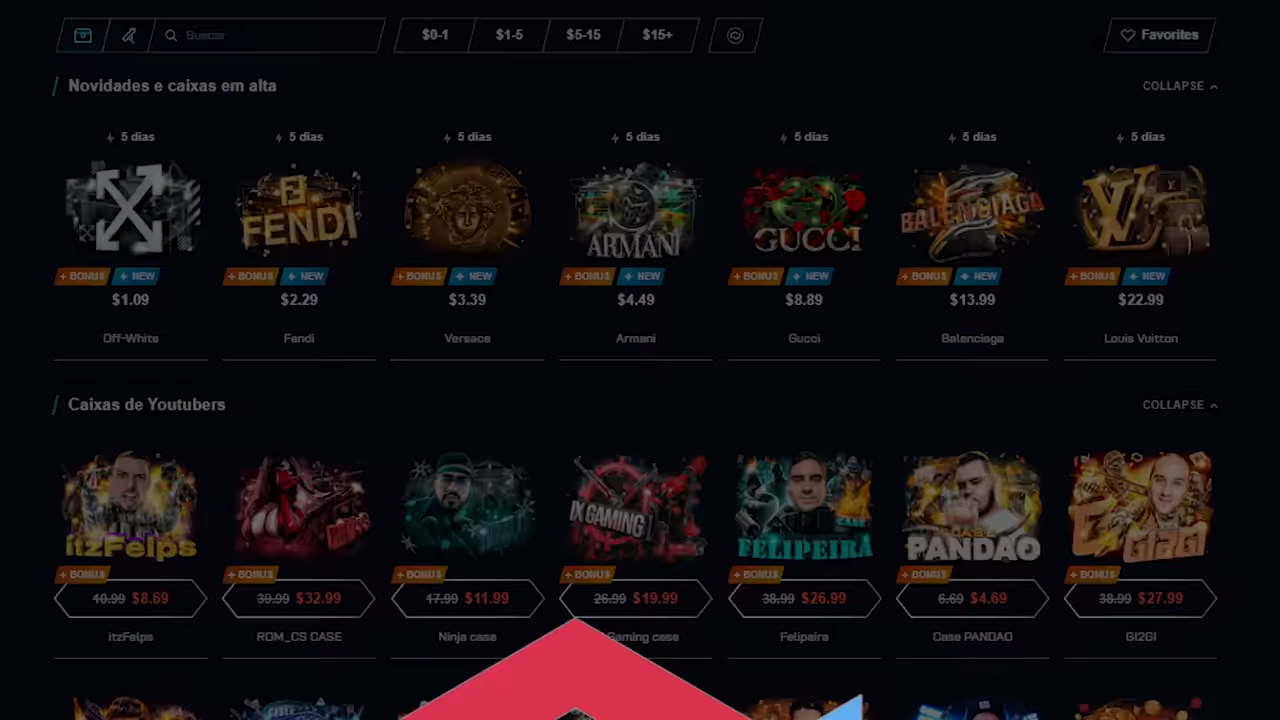 Buscar $0-1 $1-5 $5-15 $15+ Favorites
Novidades e caixas em alta COLLAPSE
5 dias 5 dias 5 dias 5 dias 5 dias 5 dias 5 dias
FENDI ARMANI GUCCI BALENCIAGA LV
+ BONUS + NEW + BONUS + NEW + BONUS + NEW + BONUS + NEW + BONUS + NEW + BONUS + NEW + BONUS + NEW
$1.09 $2.29 $3.39 $4.49 $8.89 $13.99 $22.99
Off-White Fendi Versace Armani Gucci Balenciaga Louis Vuitton
Caixas de Youtubers COLLAPSE
itzFelps IX GAMING CASE FELIPEIRA CASE PANDAO GI2GI
+ BONUS + BONUS + BONUS + BONUS + BONUS + BONUS + BONUS
10.99 $8.69 39.99 $32.99 17.99 $11.99 26.99 $19.99 38.99 $26.99 6.69 $4.69 38.99 $27.99
itzFelps ROM_CS CASE Ninja case Gaming case Felipeira Case PANDAO GI2GI